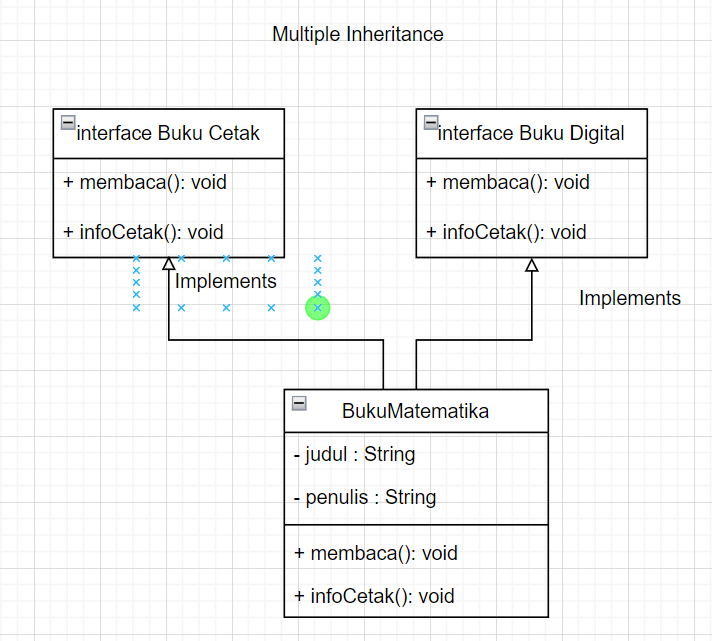 Multiple Inheritance
interface Buku Cetak
+ membaca(): void
+ infoCetak(): void
interface Buku Digital
+ membaca(): void
+ infoCetak(): void
Implements
Implements
BukuMatematika
- judul : String
- penulis : String
+ membaca(): void
+ infoCetak(): void